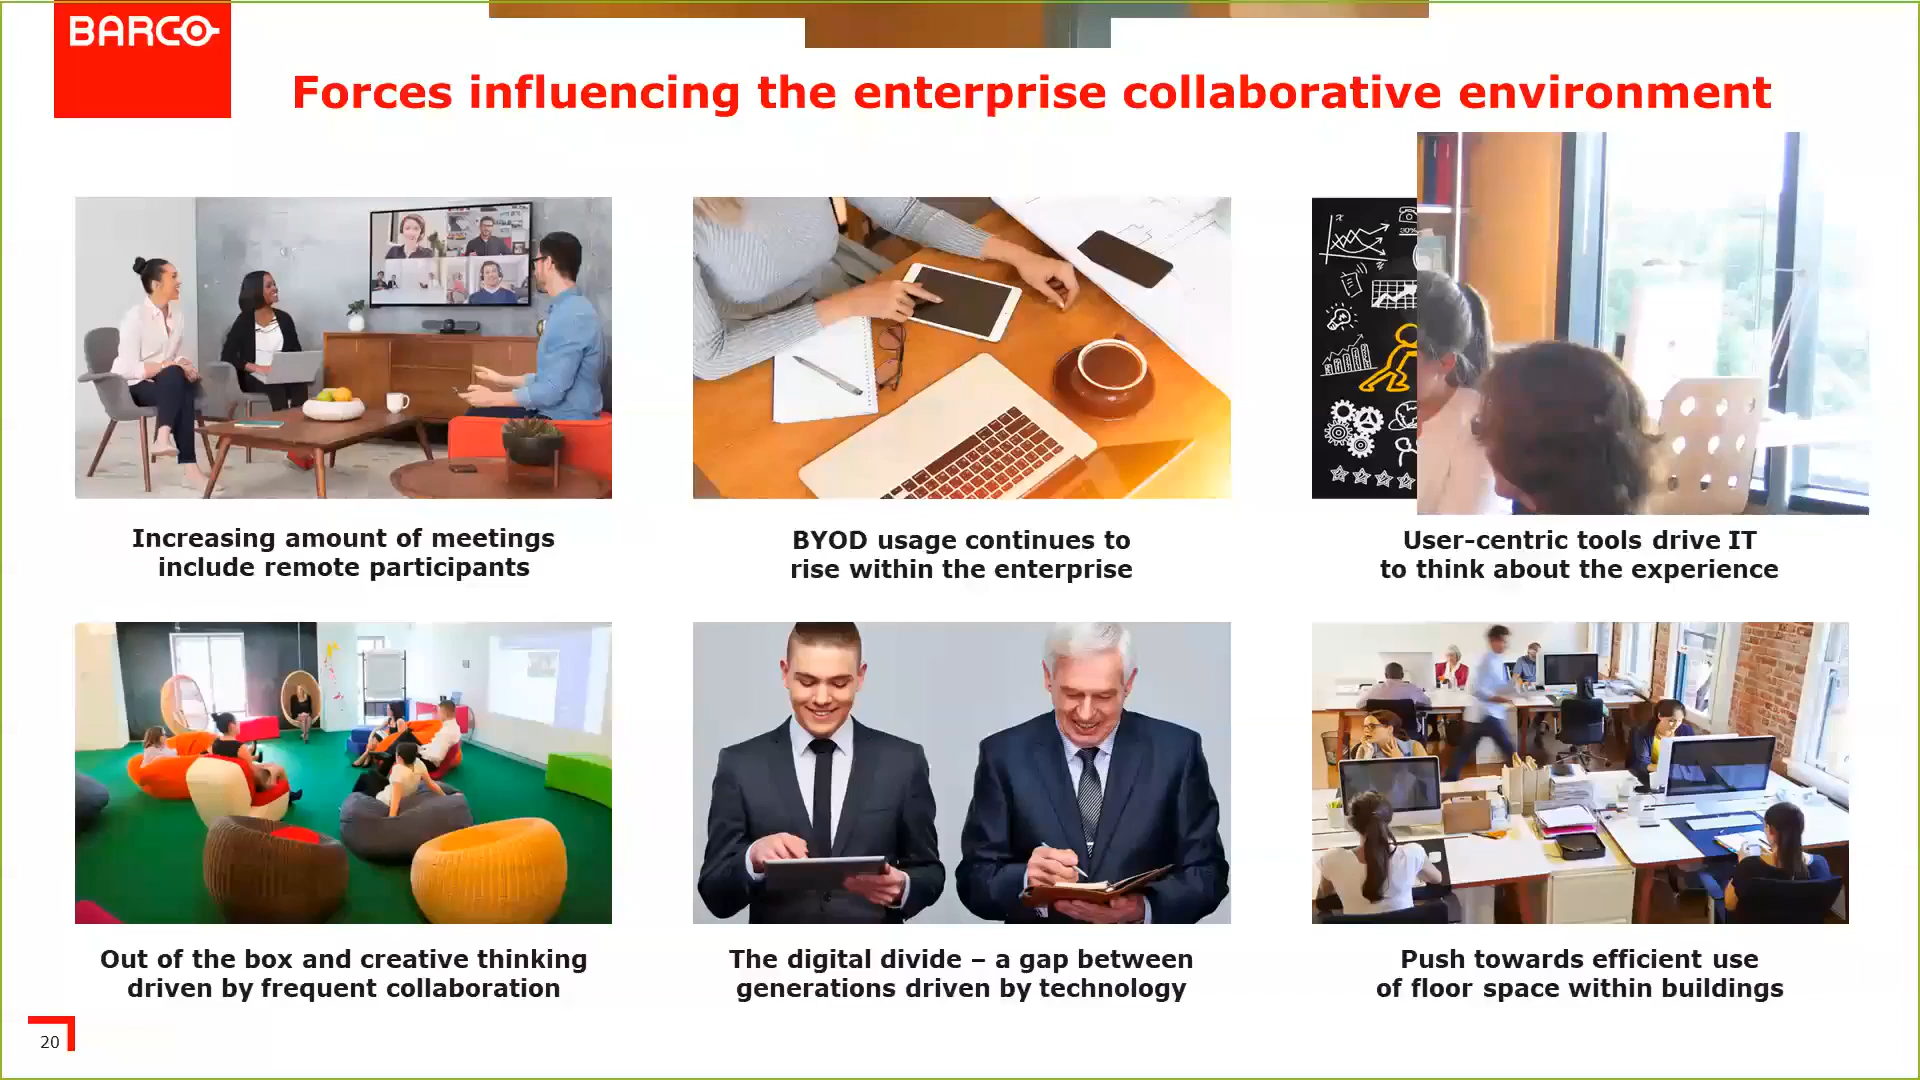 BARCO
Forces influencing the enterprise collaborative environment
30%
Increasing amount of meetings
include remote participants
BYOD usage continues to
rise within the enterprise
User-centric tools drive IT
to think about the experience
Out of the box and creative thinking
driven by frequent collaboration
The digital divide – a gap between
generations driven by technology
Push towards efficient use
of floor space within buildings
20